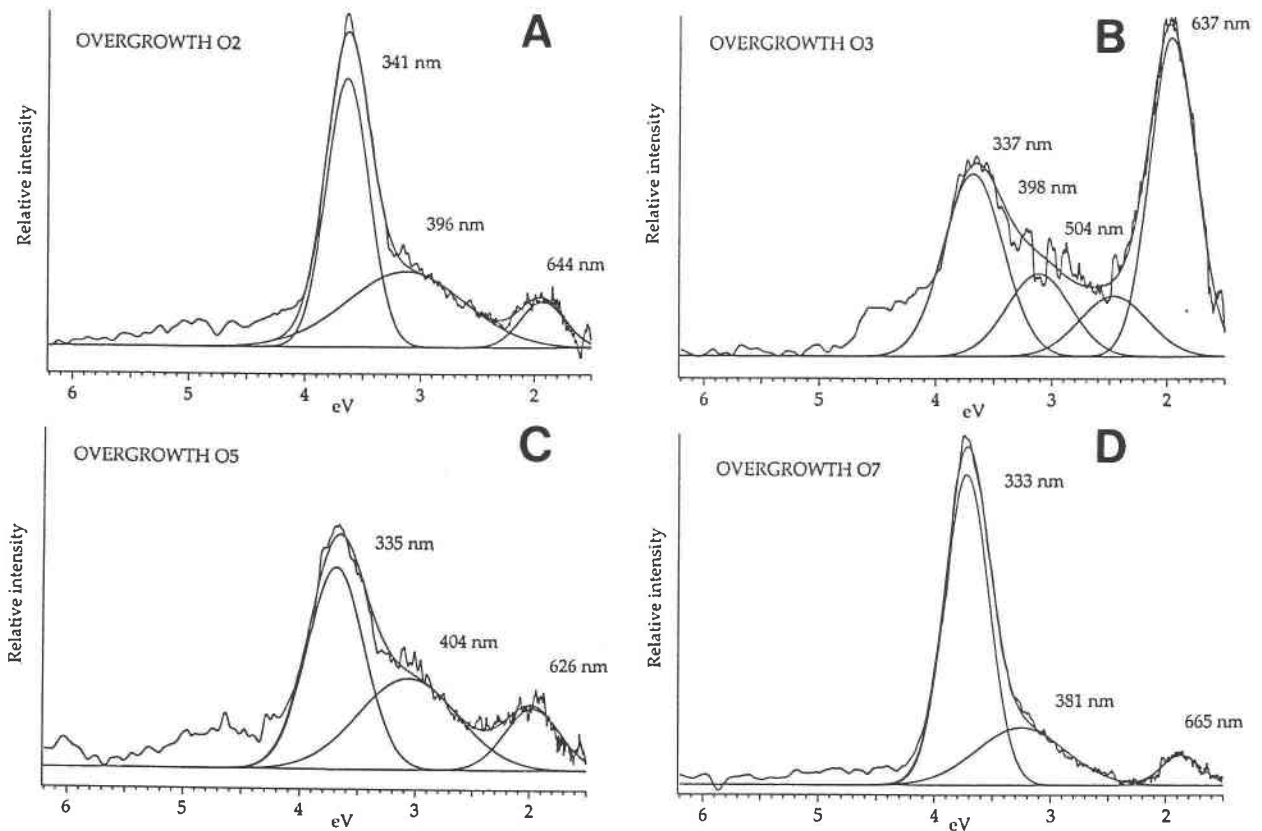 OVERGROWTH O2
A
341 nm
396 nm
644 nm
Relative intensity
6 5 4 3 2
eV
OVERGROWTH O3
B
637 nm
337 nm
398 nm
504 nm
Relative intensity
6 5 4 3 2
eV
OVERGROWTH O5
C
335 nm
404 nm
626 nm
Relative intensity
6 5 4 3 2
eV
OVERGROWTH O7
D
333 nm
381 nm
665 nm
Relative intensity
6 5 4 3 2
eV